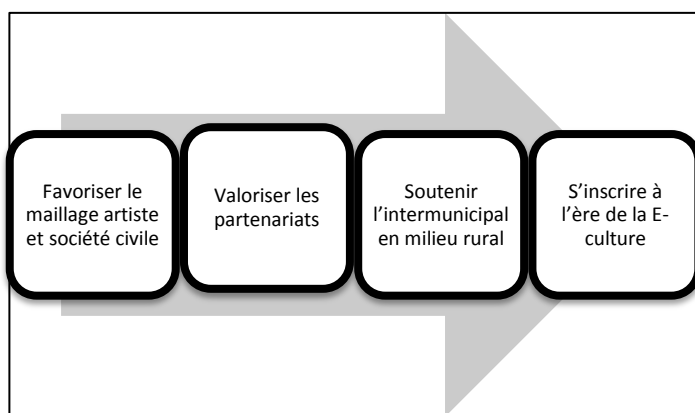 Favoriser le
maillage artiste
et société civile
Valoriser les
partenariats
Soutenir
l'intermunicipal
en milieu rural
S'inscrire à
l'ère de la E-
culture